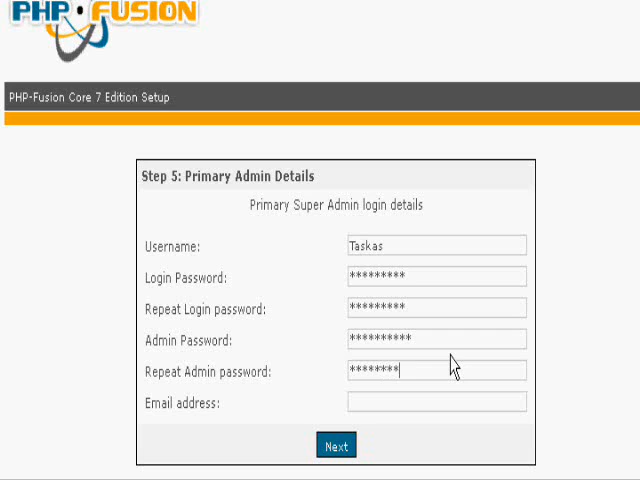 PHP-FUSION
PHP-Fusion Core 7 Edition Setup
Step 5: Primary Admin Details
Primary Super Admin login details
Username: Taskas
Login Password: *********
Repeat Login password: *********
Admin Password: **********
Repeat Admin password: ********
Email address:
Next